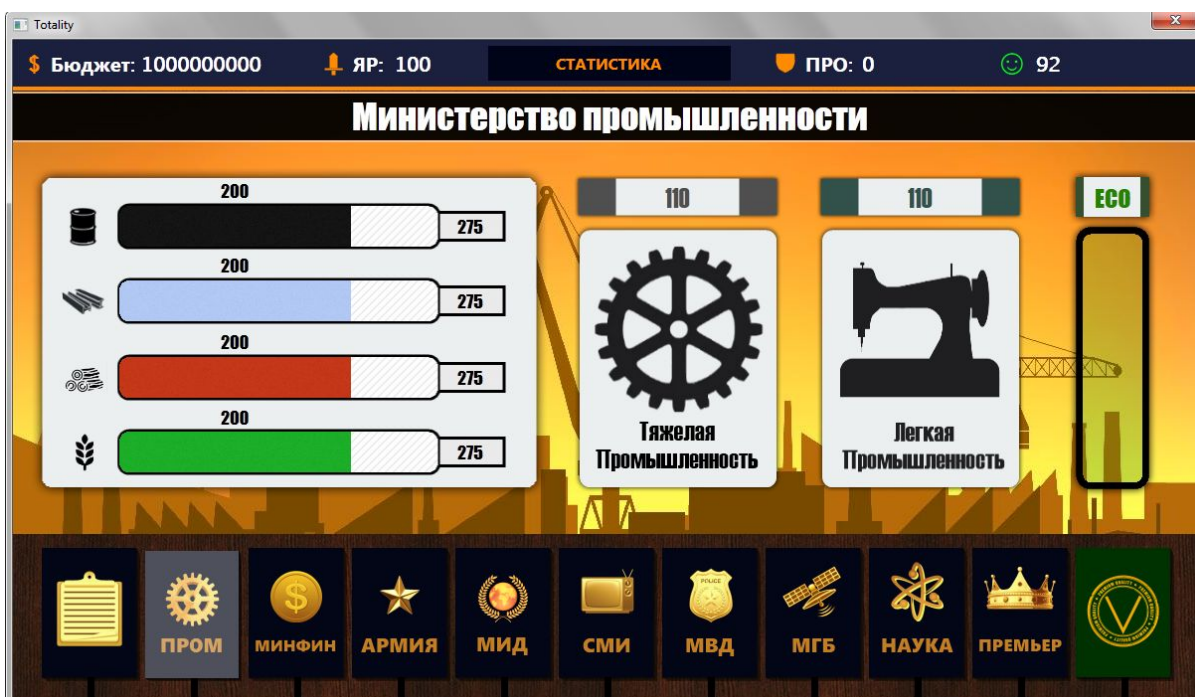 Totality
$ Бюджет: 1000000000
ЯР: 100
СТАТИСТИКА
ПРО: 0
92
Министерство промышленности
200
275
200
275
200
275
200
275
110
Тяжелая
Промышленность
110
Легкая
Промышленность
ECO
ПРОМ
$
МИНФИН
АРМИЯ
МИД
СМИ
POLICE
МВД
МГБ
НАУКА
ПРЕМЬЕР
V